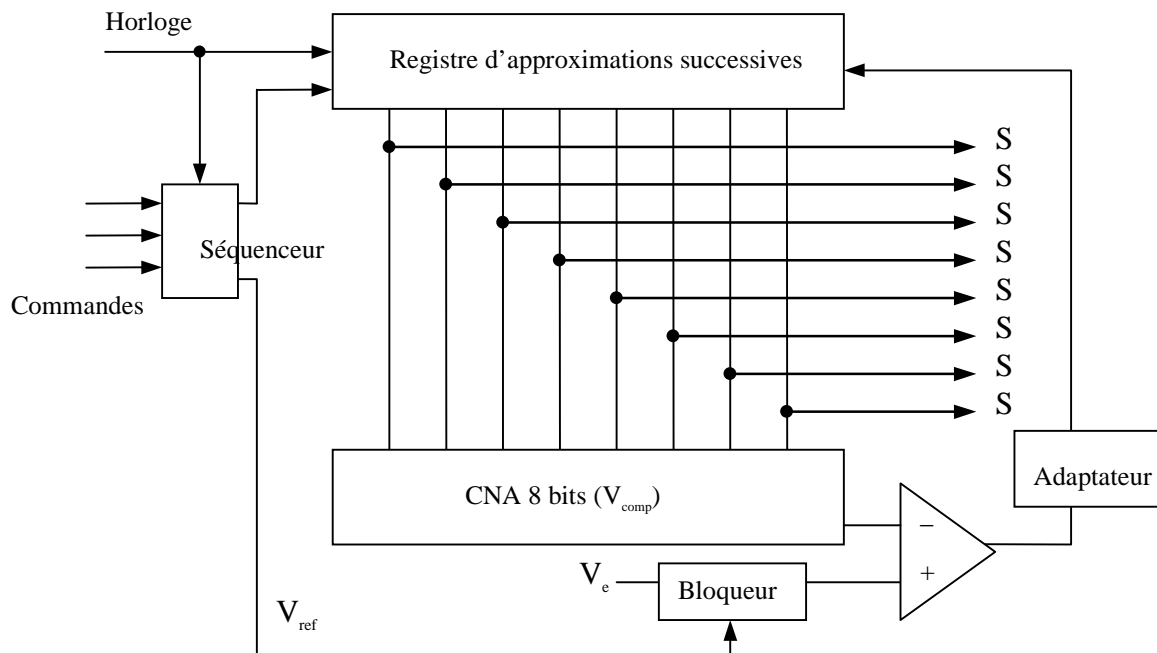 Horloge
Registre d’approximations successives
S
S
S
Séquenceur
S
S
Commandes
S
S
S
Adaptateur
CNA 8 bits (Vcomp)
−
+
Ve
Bloqueur
Vref